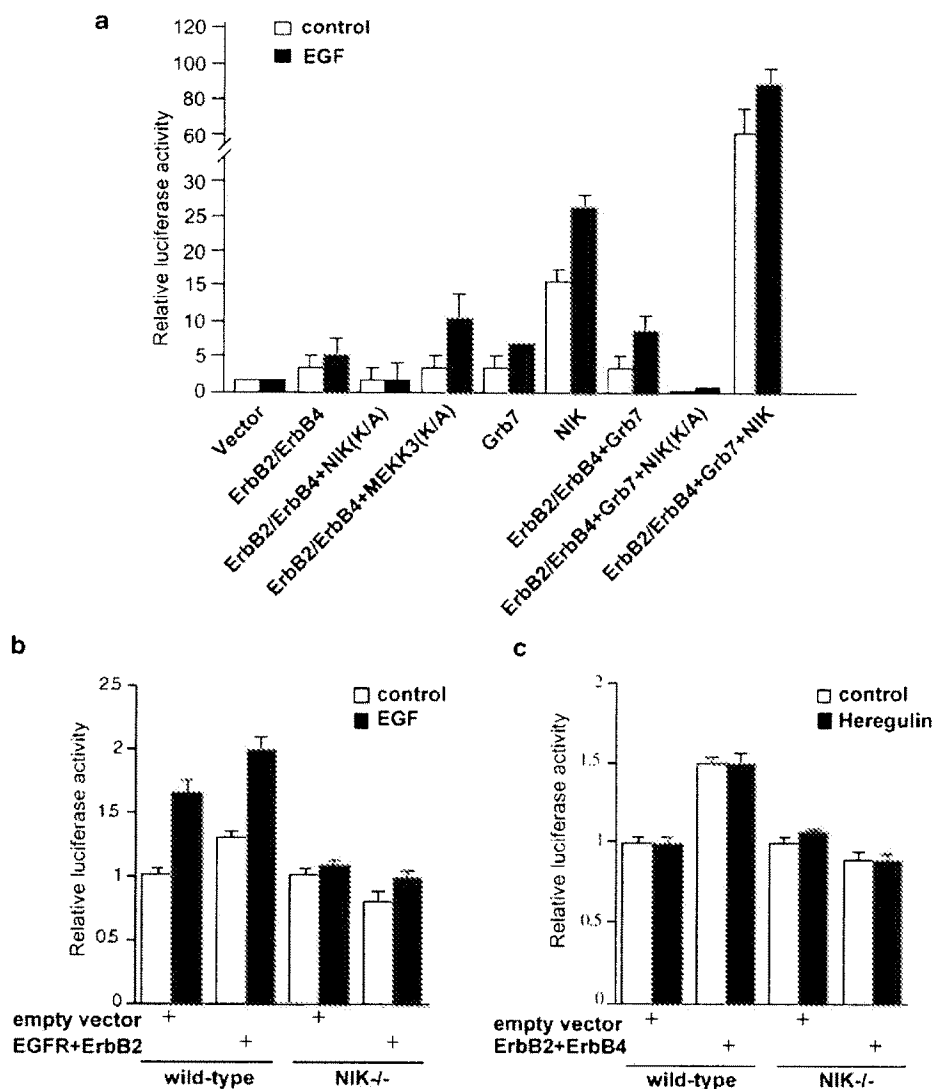 a
control
EGF
Relative luciferase activity
120
100
80
60
30
25
20
15
10
5
0
Vector
ErbB2/ErbB4
ErbB2/ErbB4+NIK(K/A)
ErbB2/ErbB4+MEKK3(K/A)
Grb7
NIK
ErbB2/ErbB4+Grb7
ErbB2/ErbB4+Grb7+NIK(K/A)
ErbB2/ErbB4+Grb7+NIK
b
control
EGF
Relative luciferase activity
2.5
2
1.5
1
0.5
0
empty vector + +
EGFR+ErbB2 + +
wild-type NIK-/-
c
control
Heregulin
Relative luciferase activity
2
1.5
1
0.5
0
empty vector + +
ErbB2+ErbB4 + +
wild-type NIK-/-